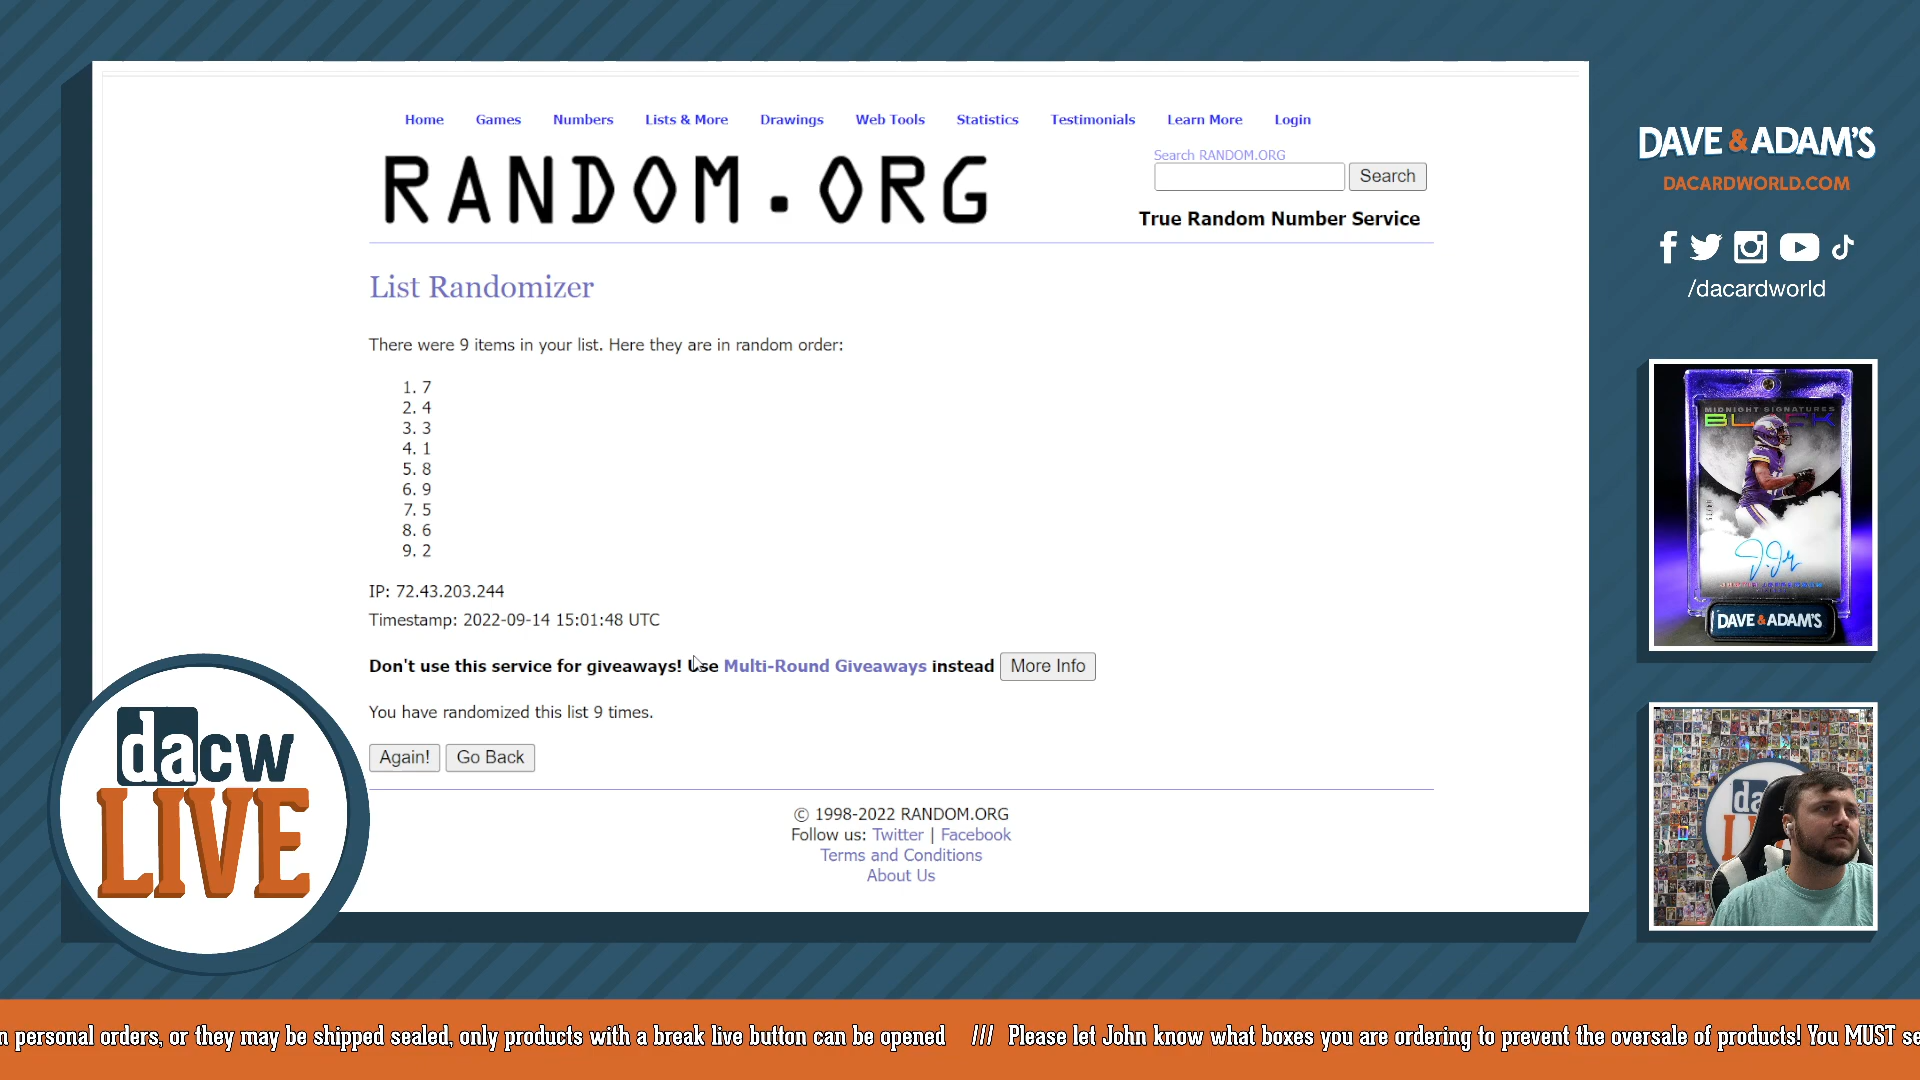 Home Games Numbers Lists & More Drawings Web Tools Statistics Testimonials Learn More Login
RANDOM.ORG
Search RANDOM.ORG
Search
True Random Number Service
List Randomizer
There were 9 items in your list. Here they are in random order:
1. 7
2. 4
3. 3
4. 1
5. 8
6. 9
7. 5
8. 6
9. 2
IP: 72.43.203.244
Timestamp: 2022-09-14 15:01:48 UTC
Don't use this service for giveaways! Use Multi-Round Giveaways instead More Info
You have randomized this list 9 times.
Again! Go Back
© 1998-2022 RANDOM.ORG
Follow us: Twitter | Facebook
Terms and Conditions
About Us
DAVE & ADAM'S
DACARDWORLD.COM
/dacardworld
MIDNIGHT SIGNATURES
BLACK
DAVE & ADAM'S
dacw
LIVE
personal orders, or they may be shipped sealed, only products with a break live button can be opened /// Please let John know what boxes you are ordering to prevent the oversale of products! You MUST